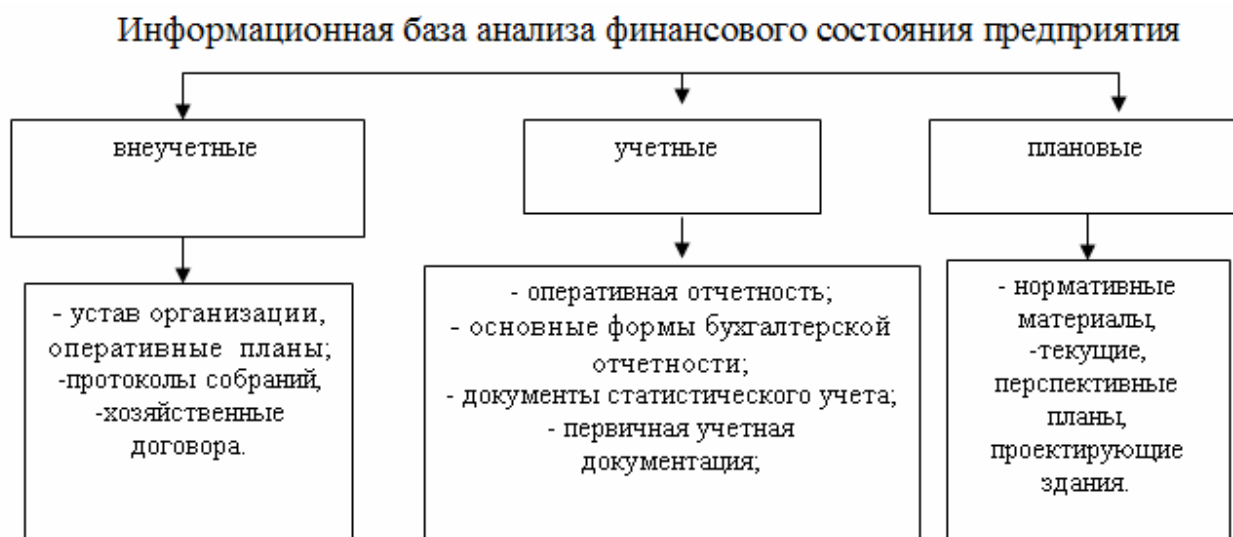 Информационная база анализа финансового состояния предприятия
внеучетные
учетные
плановые
- устав организации,
оперативные планы;
-протоколы собраний,
-хозяйственные
договора.
- оперативная отчетность;
- основные формы бухгалтерской
отчетности;
- документы статистического учета;
- первичная учетная
документация;
- нормативные
материалы,
-текущие,
перспективные
планы,
проектирующие
здания.